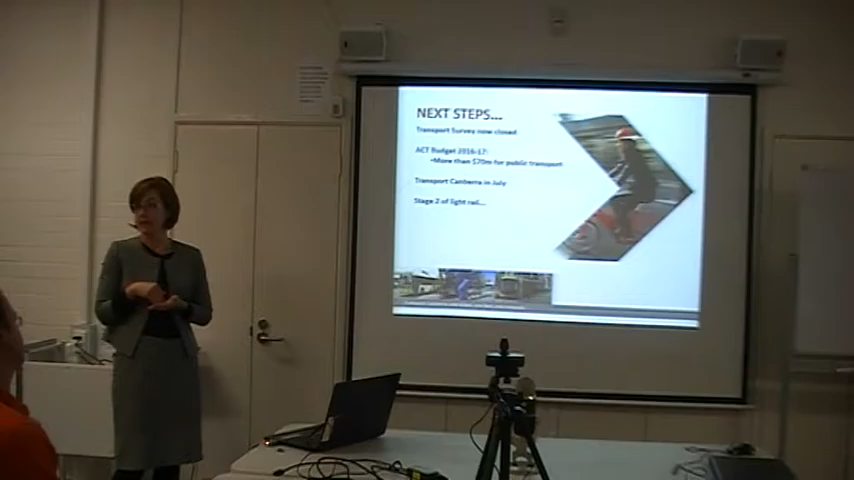 NEXT STEPS...
Transport Survey now closed
ACT Budget 2016-17:
•More than $70m for public transport
Transport Canberra in July
Stage 2 of light rail...